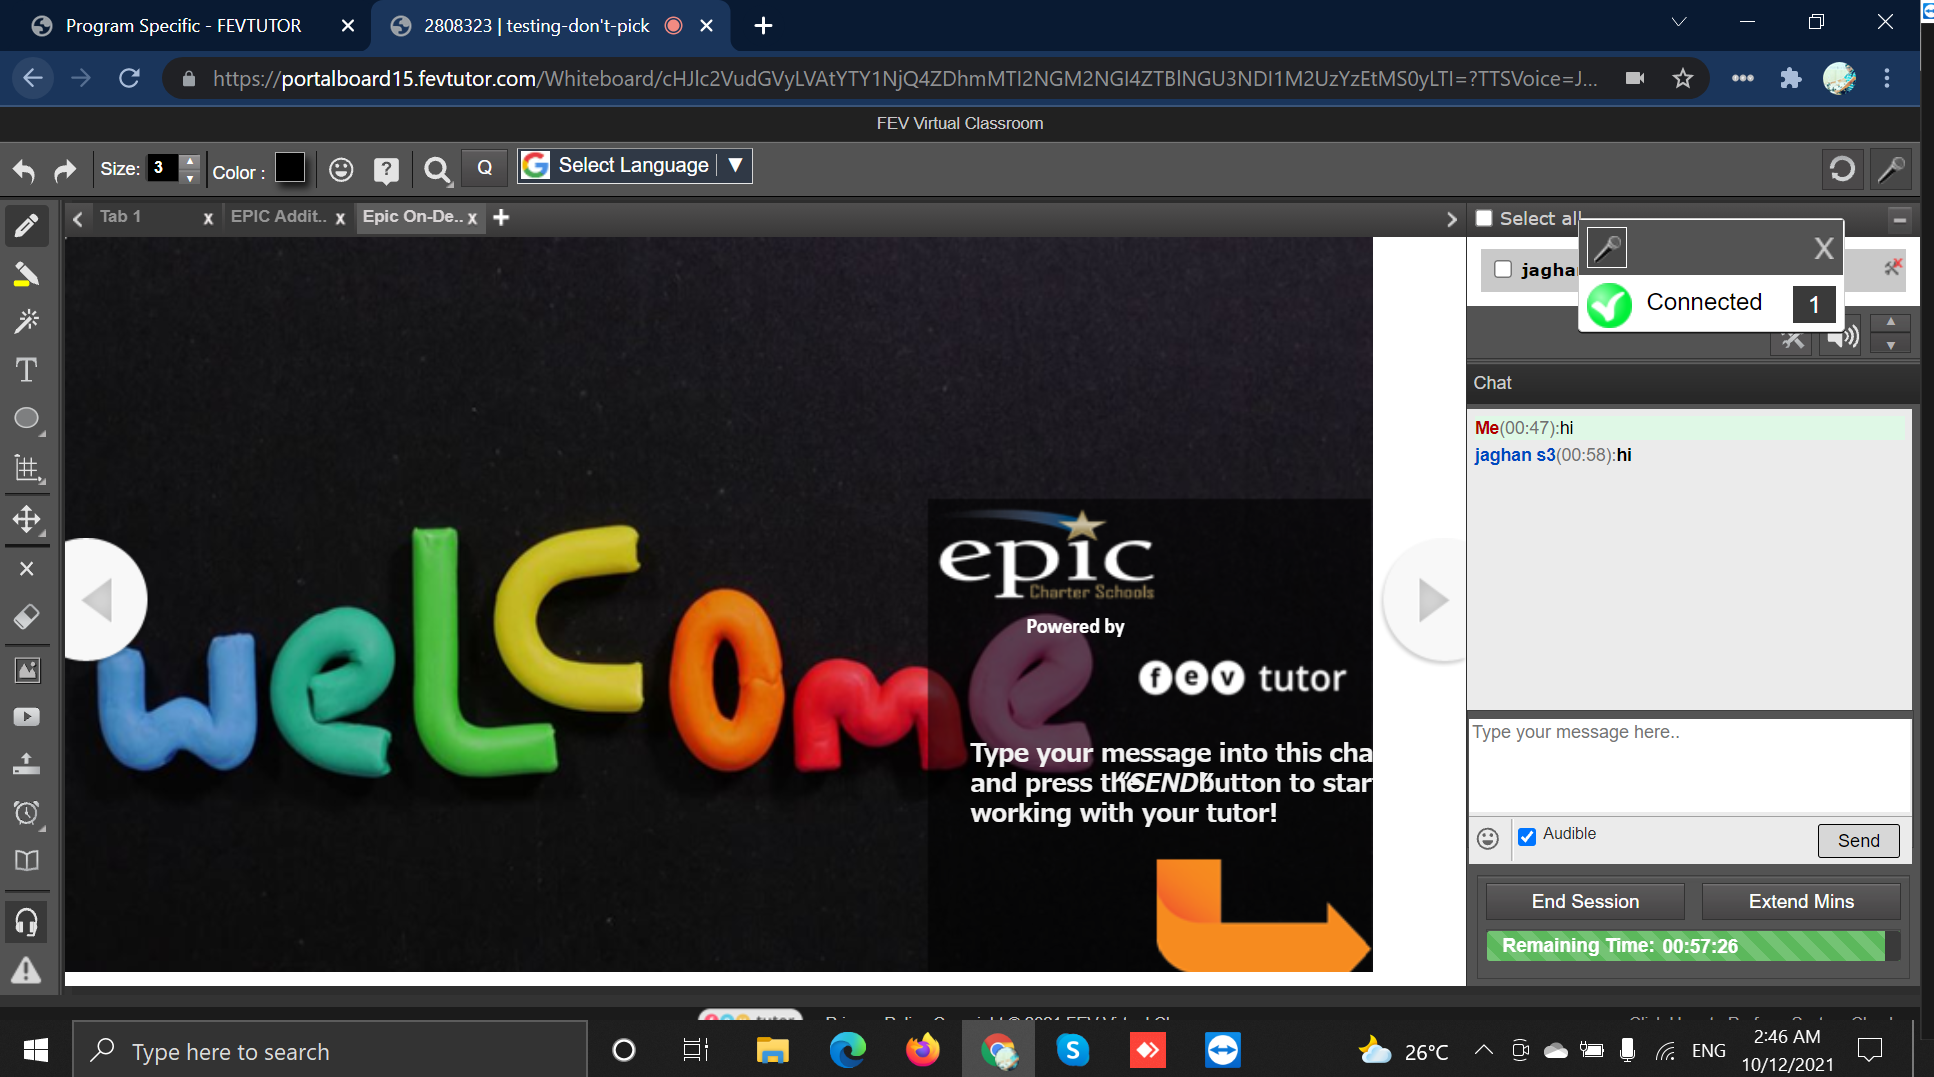 Program Specific - FEVTUTOR
2808323 | testing-don't-pick
https://portalboard15.fevtutor.com/Whiteboard/cHJlc2VudGVyLVAtYTY1NjQ4ZDhmMTI2NGM2NGI4ZTBlNGU3NDI1M2UzYzEtMS0yLTI=?TTSVoice=J...
FEV Virtual Classroom
Size: 3
Color :
Q
Select Language
Tab 1 x
EPIC Addit.. x
Epic On-De.. x
Select all
X
Connected 1
Chat
Me(00:47):hi
jaghan s3(00:58):hi
welcome
epic
Charter Schools
Powered by
fev tutor
Type your message into this cha
and press the "SEND" button to star
working with your tutor!
Type your message here..
Audible
Send
End Session
Extend Mins
Remaining Time: 00:57:26
Type here to search
26°C
ENG
2:46 AM
10/12/2021